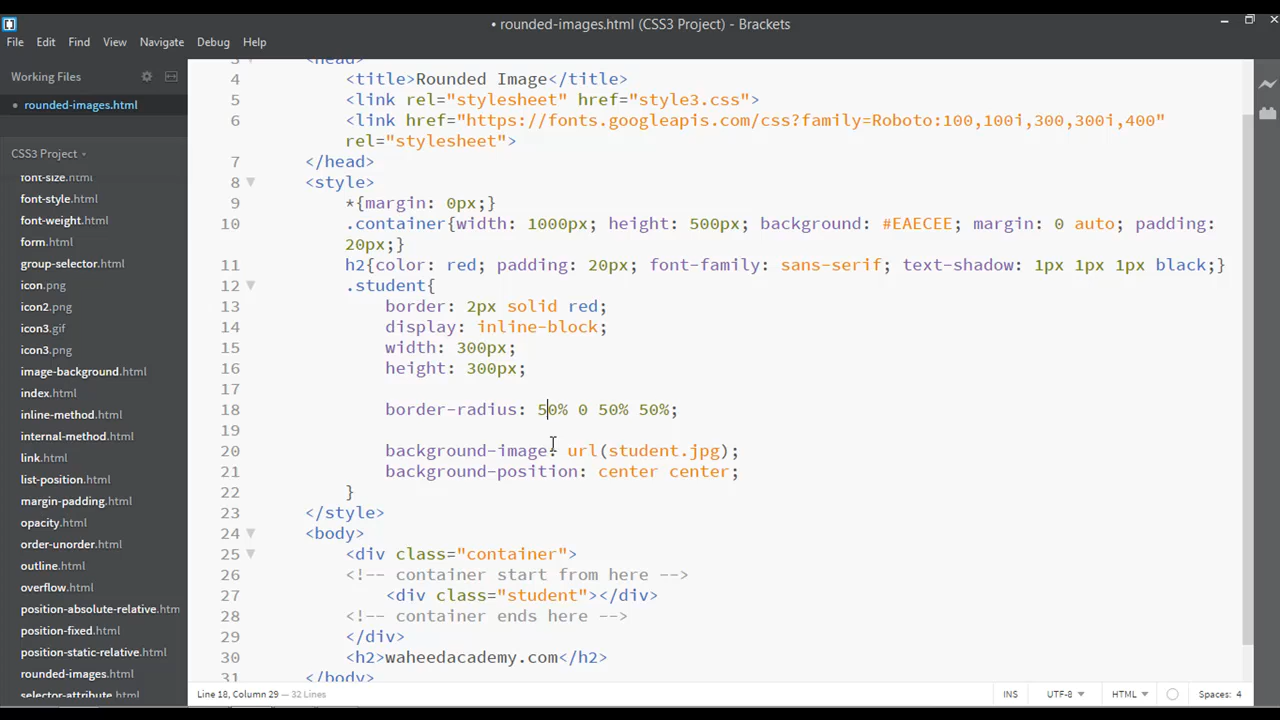 • rounded-images.html (CSS3 Project) - Brackets
File Edit Find View Navigate Debug Help
Working Files
• rounded-images.html
CSS3 Project
font-size.html
font-style.html
font-weight.html
form.html
group-selector.html
icon.png
icon2.png
icon3.gif
icon3.png
image-background.html
index.html
inline-method.html
internal-method.html
link.html
list-position.html
margin-padding.html
opacity.html
order-unorder.html
outline.html
overflow.html
position-absolute-relative.htm
position-fixed.html
position-static-relative.html
rounded-images.html
selector-attribute.html
3 <head>
4 <title>Rounded Image</title>
5 <link rel="stylesheet" href="style3.css">
6 <link href="https://fonts.googleapis.com/css?family=Roboto:100,100i,300,300i,400"
rel="stylesheet">
7 </head>
8 <style>
9 *{margin: 0px;}
10 .container{width: 1000px; height: 500px; background: #EAECEE; margin: 0 auto; padding:
20px;}
11 h2{color: red; padding: 20px; font-family: sans-serif; text-shadow: 1px 1px 1px black;}
12 .student{
13 border: 2px solid red;
14 display: inline-block;
15 width: 300px;
16 height: 300px;
17
18 border-radius: 50% 0 50% 50%;
19
20 background-image: url(student.jpg);
21 background-position: center center;
22 }
23 </style>
24 <body>
25 <div class="container">
26 <!-- container start from here -->
27 <div class="student"></div>
28 <!-- container ends here -->
29 </div>
30 <h2>waheedacademy.com</h2>
31 </body>
Line 18, Column 29 — 32 Lines
INS UTF-8 HTML Spaces: 4